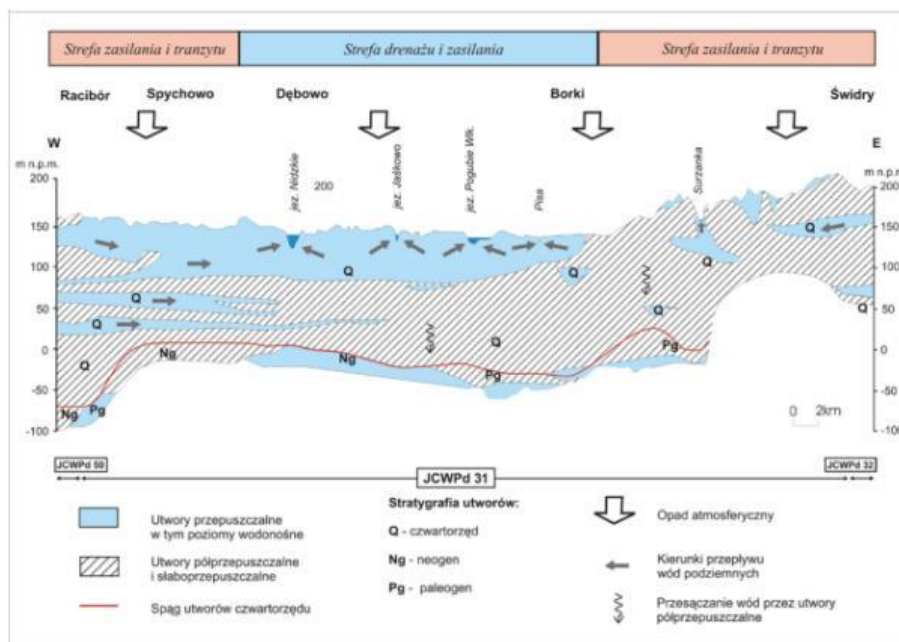 Strefa zasilania i tranzytu
Strefa drenażu i zasilania
Strefa zasilania i tranzytu
Racibór
Spychowo
Dębowo
Borki
Świdry
W
E
m n.p.m.
m n.p.m.
jez. Nidzkie
200
jez. Jaśkowo
jez. Pogubie Wlk.
Pisa
Surzanka
200
150
100
50
0
-50
-100
200
150
100
50
0
-50
-100
Q
Q
Q
Q
Q
Q
Q
Q
Q
Q
Q
Ng
Ng
Ng
Pg
Pg
Pg
0 2km
JCWPd 50
JCWPd 31
JCWPd 32
Utwory przepuszczalne
w tym poziomy wodonośne
Utwory półprzepuszczalne
i słaboprzepuszczalne
Spąg utworów czwartorzędu
Stratygrafia utworów:
Q - czwartorzęd
Ng - neogen
Pg - paleogen
Opad atmosferyczny
Kierunki przepływu
wód podziemnych
Przesączanie wód przez utwory
półprzepuszczalne